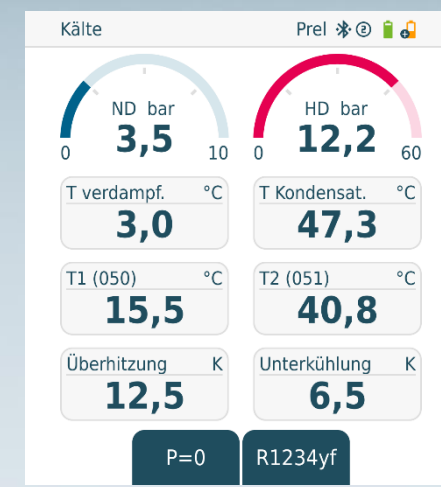 Kälte Prel ②
ND bar
3,5
0 10
HD bar
12,2
0 60
T verdampf. °C
3,0
T Kondensat. °C
47,3
T1 (050) °C
15,5
T2 (051) °C
40,8
Überhitzung K
12,5
Unterkühlung K
6,5
P=0 R1234yf